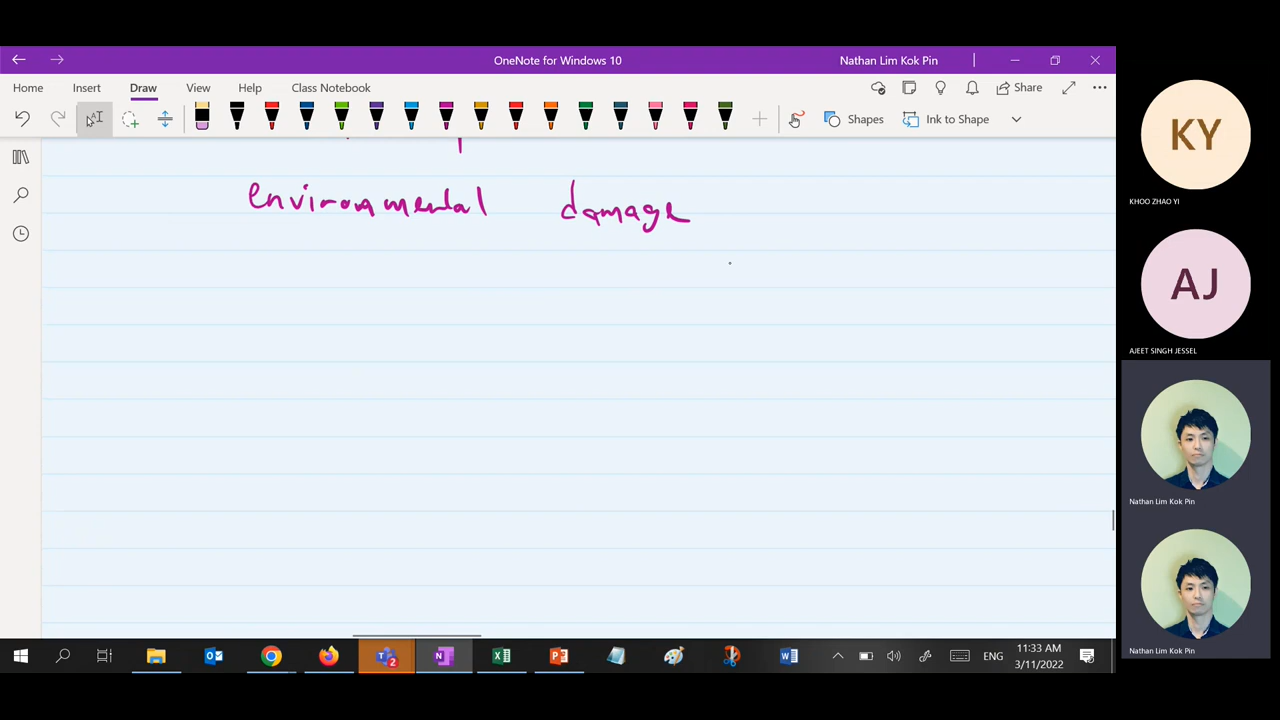 OneNote for Windows 10
Nathan Lim Kok Pin
Home Insert Draw View Help Class Notebook
Share
Shapes
Ink to Shape
environmental damage
KY
KHOO ZHAO YI
AJ
AJEET SINGH JESSEL
Nathan Lim Kok Pin
Nathan Lim Kok Pin
2
ENG
11:33 AM
3/11/2022